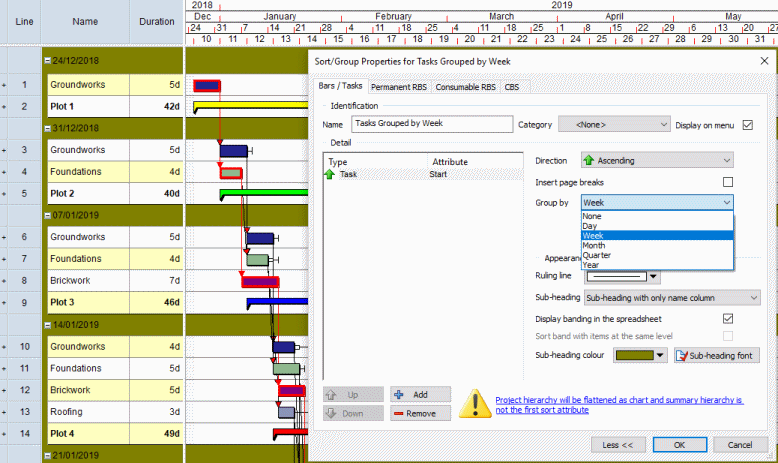 2018 2019
Line Name Duration Dec January February March April May
24 31 7 14 21 28 4 11 18 25 4 11 18 25 1 8 15 22 29 6 13 20 27
10 11 12 13 14 15 16 17 18 19 20 21 22 23 24 25 26 27 28 29 30 31
24/12/2018
1 Groundworks 5d
2 Plot 1 42d
31/12/2018
3 Groundworks 5d
4 Foundations 4d
5 Plot 2 40d
07/01/2019
6 Groundworks 5d
7 Foundations 4d
8 Brickwork 7d
9 Plot 3 46d
14/01/2019
10 Groundworks 4d
11 Foundations 5d
12 Brickwork 5d
13 Roofing 3d
14 Plot 4 49d
21/01/2019
Sort/Group Properties for Tasks Grouped by Week
Bars / Tasks Permanent RBS Consumable RBS CBS
Identification
Name Tasks Grouped by Week Category <None> Display on menu
Detail
Type Attribute
Task Start
Direction Ascending
Insert page breaks
Group by Week
None
Day
Week
Month
Quarter
Year
Appearance
Ruling line
Sub-heading Sub-heading with only name column
Display banding in the spreadsheet
Sort band with items at the same level
Sub-heading colour Sub-heading font
Up Add
Down Remove
Project hierarchy will be flattened as chart and summary hierarchy is
not the first sort attribute
Less << OK Cancel